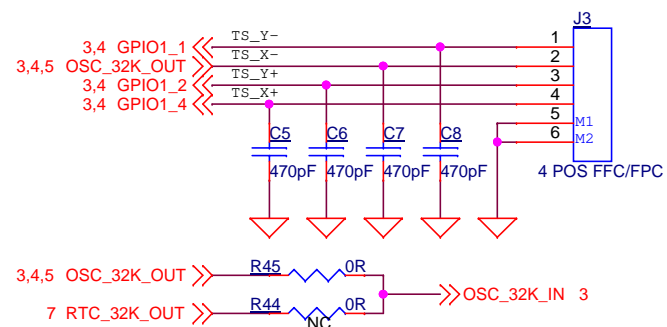 J3
3,4 GPIO1_1 TS_Y- 1
3,4,5 OSC_32K_OUT TS_X- 2
3,4 GPIO1_2 TS_Y+ 3
3,4 GPIO1_4 TS_X+ 4
5 M1
6 M2
C5 C6 C7 C8
470pF 470pF 470pF 470pF
4 POS FFC/FPC
3,4,5 OSC_32K_OUT R45 0R
OSC_32K_IN 3
7 RTC_32K_OUT R44 0R
NC